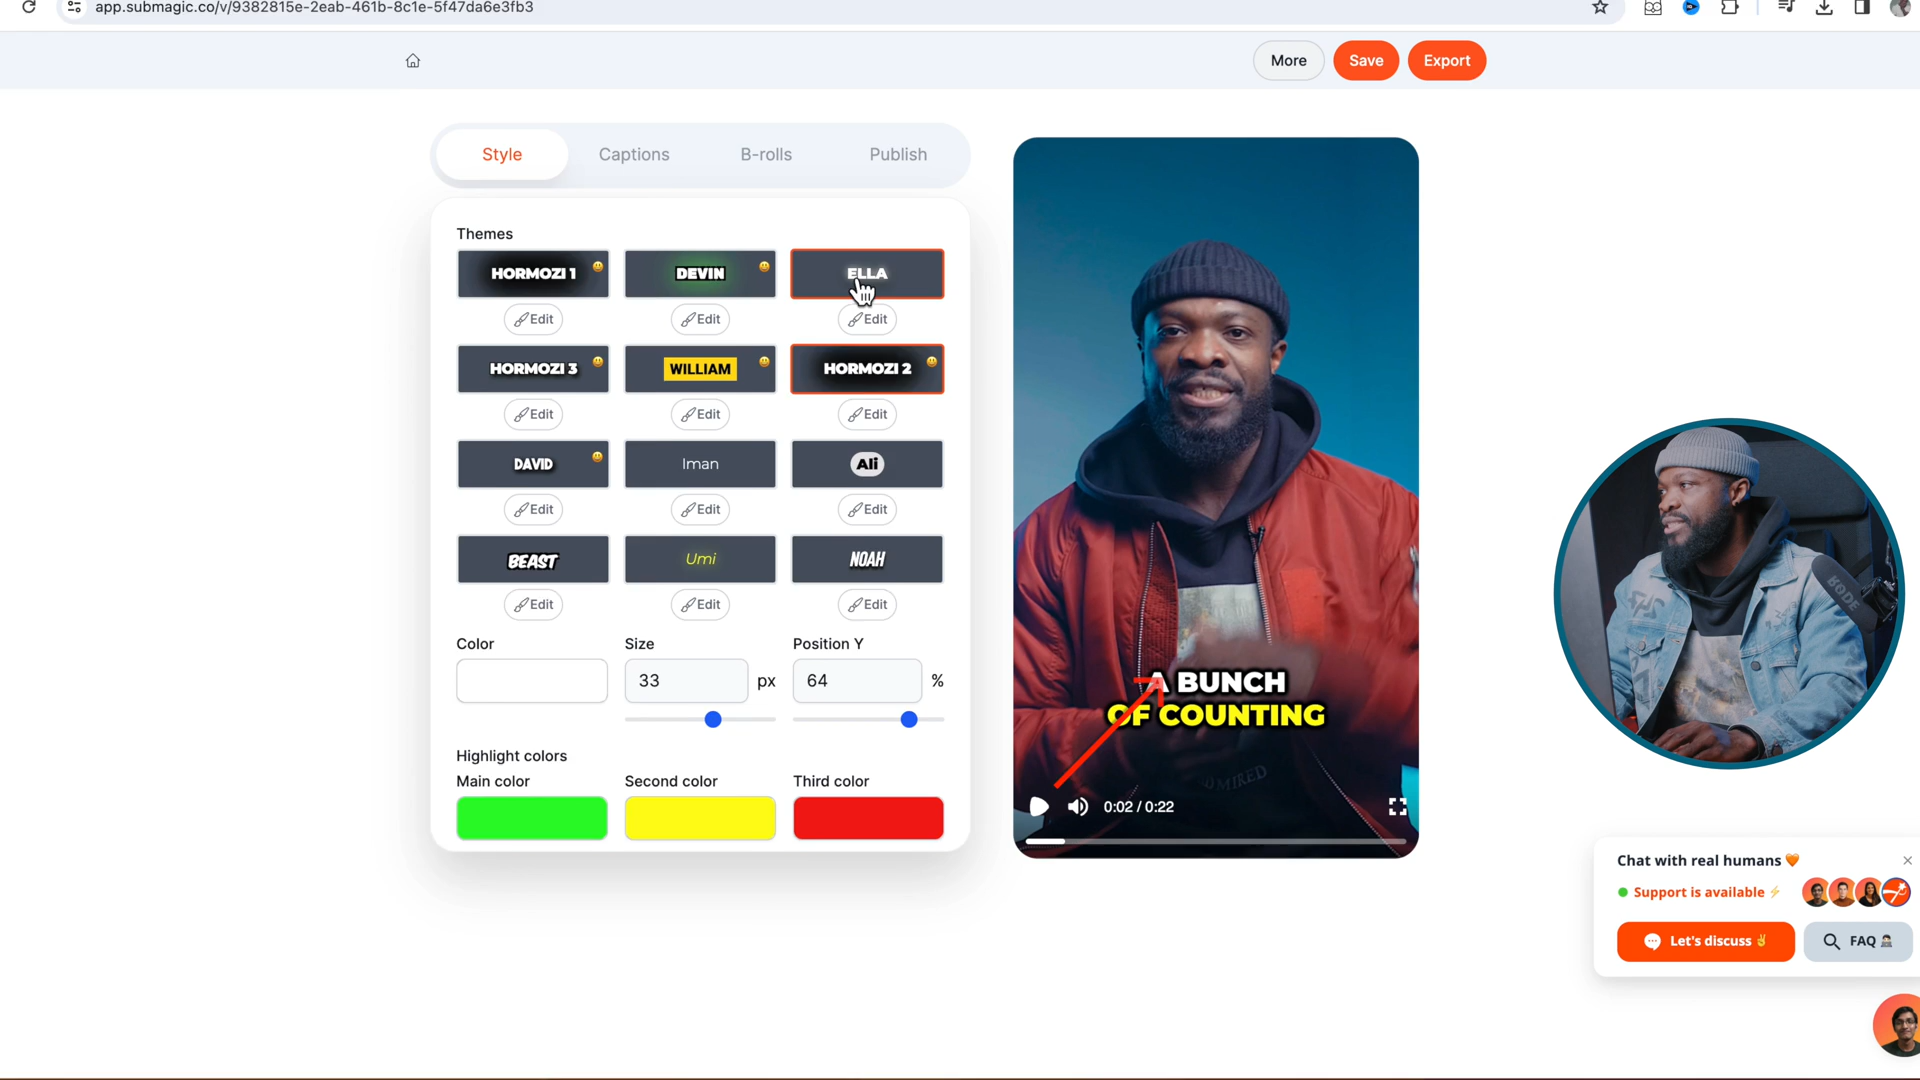 app.submagic.co/v/9382815e-2eab-461b-8c1e-5f47da6e3fb3
More
Save
Export
Style
Captions
B-rolls
Publish
Themes
HORMOZI 1
DEVIN
ELLA
Edit
Edit
Edit
HORMOZI 3
WILLIAM
HORMOZI 2
Edit
Edit
Edit
DAVID
Iman
Ali
Edit
Edit
Edit
BEAST
Umi
NOAH
Edit
Edit
Edit
Color
Size
Position Y
33
px
64
%
Highlight colors
Main color
Second color
Third color
A BUNCH
OF COUNTING
0:02 / 0:22
RODE
Chat with real humans 🧡
Support is available ⚡
Let's discuss ✌
FAQ